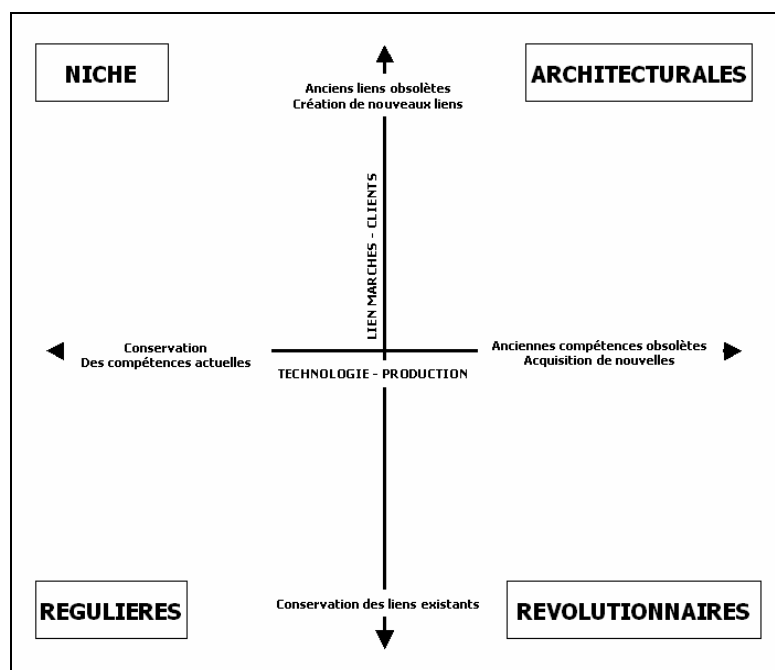 NICHE
ARCHITECTURALES
Anciens liens obsolètes
Création de nouveaux liens
LIEN MARCHES - CLIENTS
Conservation
Des compétences actuelles
Anciennes compétences obsolètes
Acquisition de nouvelles
TECHNOLOGIE - PRODUCTION
REGULIERES
Conservation des liens existants
REVOLUTIONNAIRES